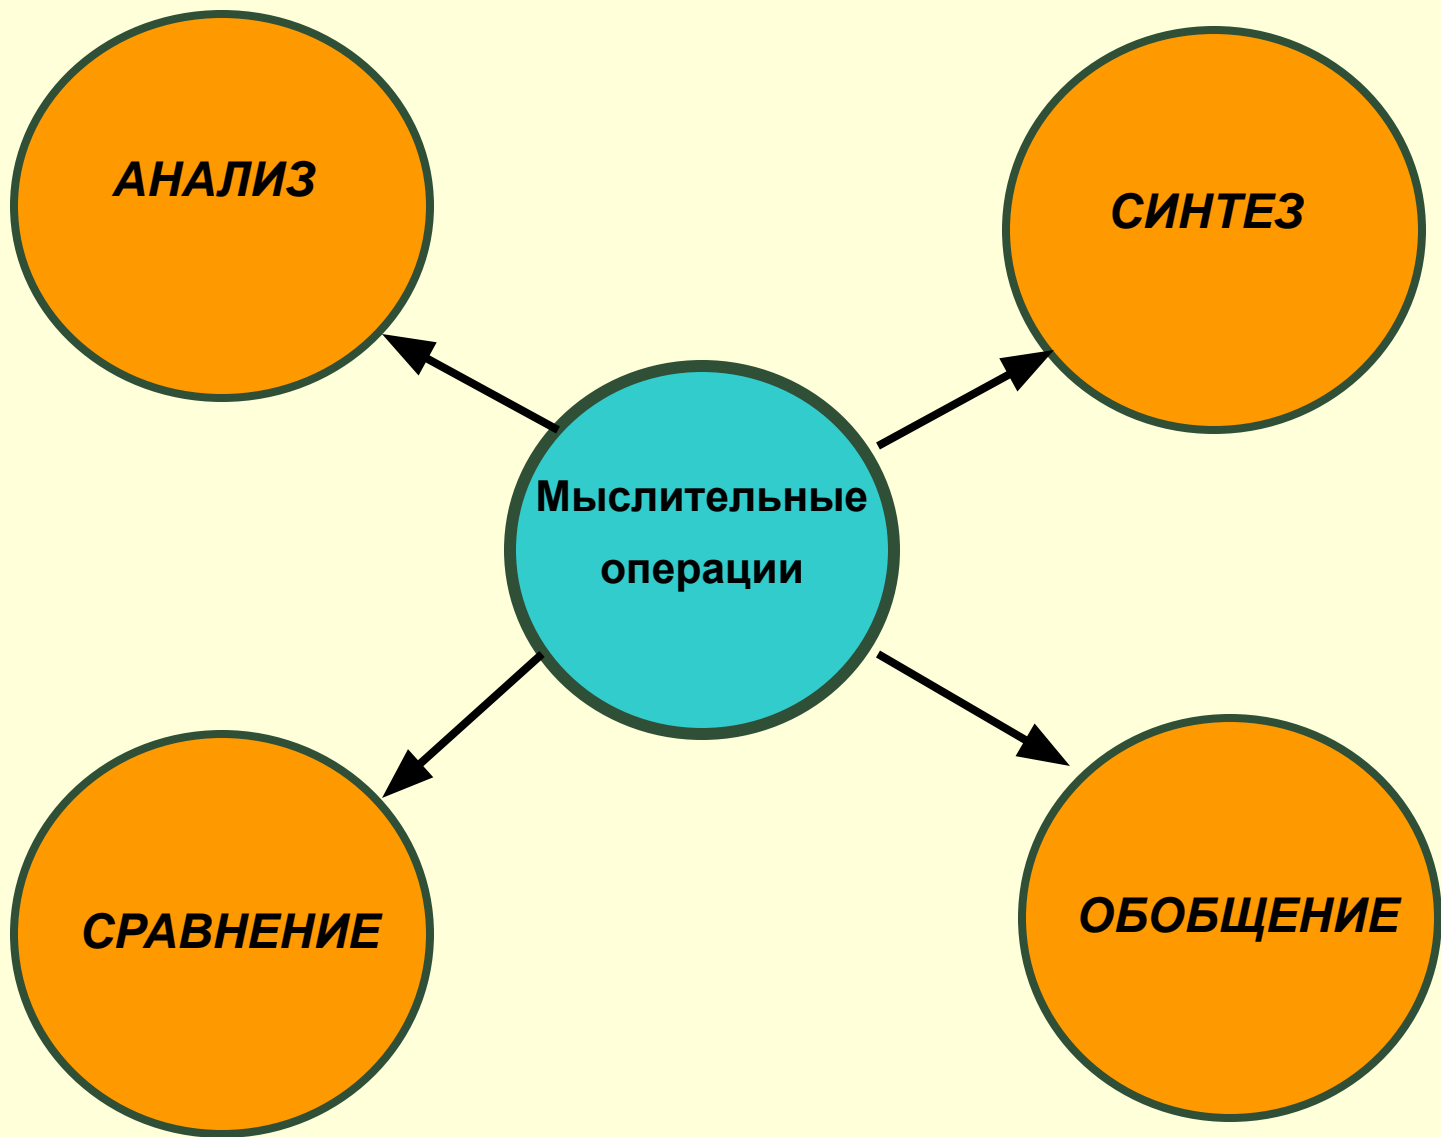 АНАЛИЗ
СИНТЕЗ
Мыслительные
операции
СРАВНЕНИЕ
ОБОБЩЕНИЕ